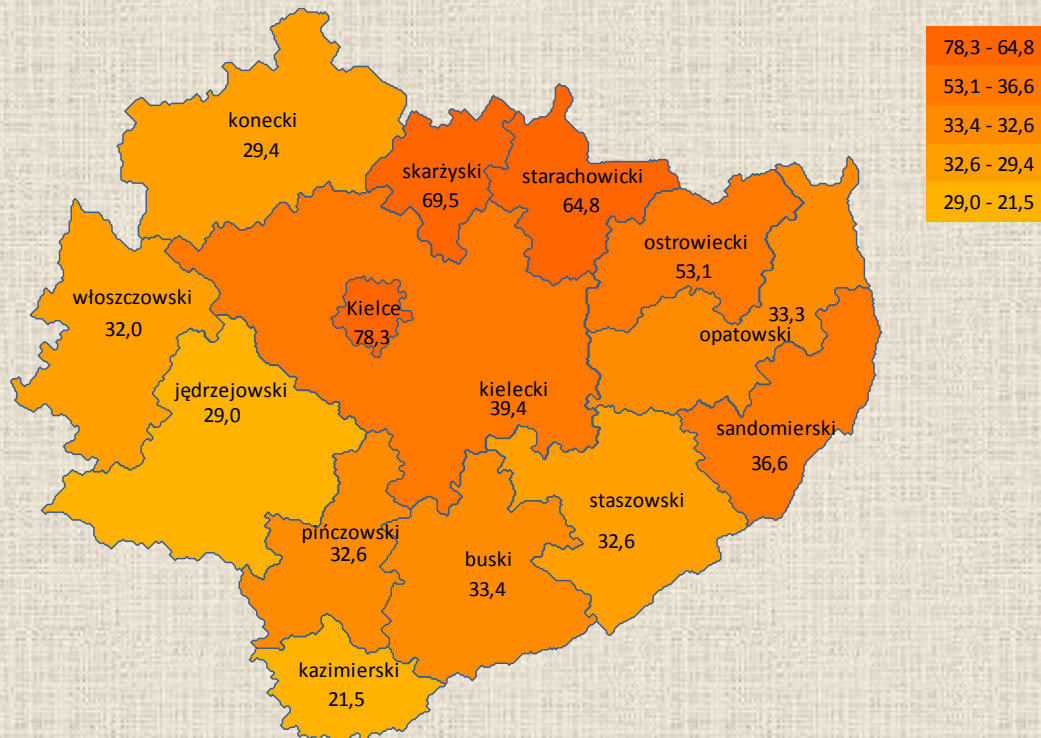 78,3 - 64,8
53,1 - 36,6
33,4 - 32,6
32,6 - 29,4
29,0 - 21,5
konecki
29,4
skarżyski
69,5
starachowicki
64,8
ostrowiecki
53,1
włoszczowski
32,0
Kielce
78,3
33,3
opatowski
jędrzejowski
29,0
kielecki
39,4
sandomierski
36,6
staszowski
32,6
pińczowski
32,6
buski
33,4
kazimierski
21,5